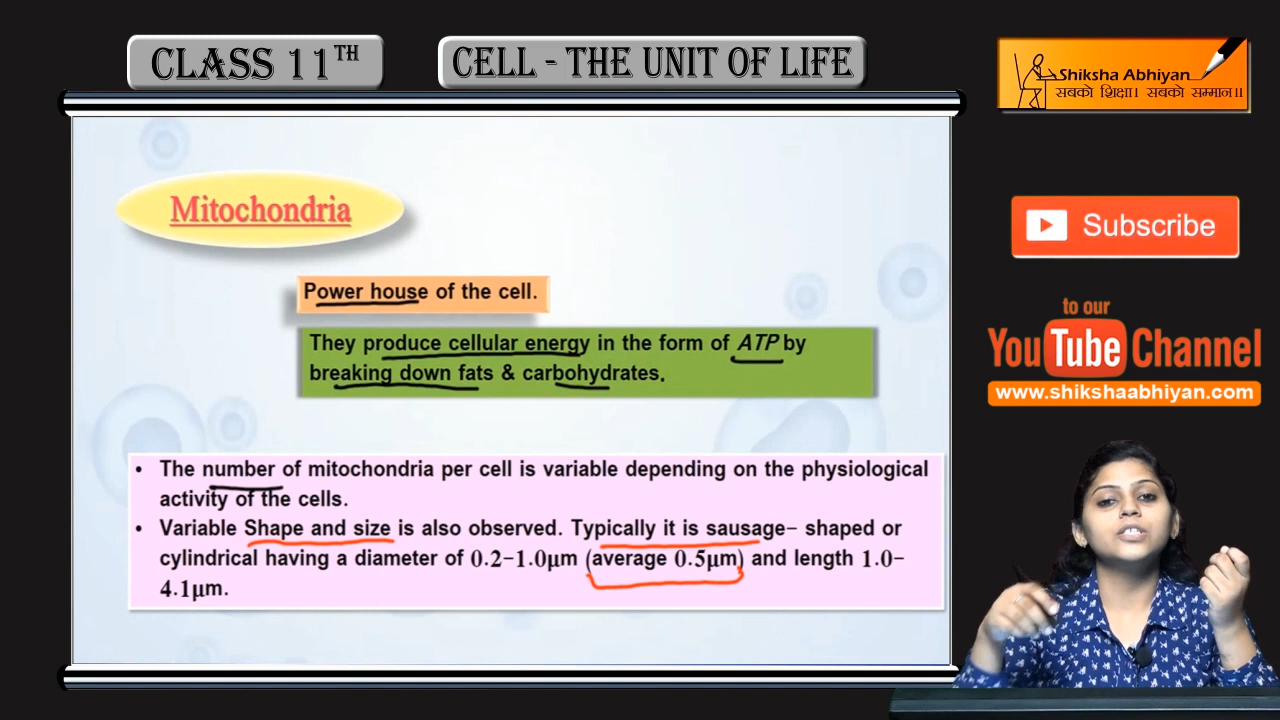 CLASS 11TH
CELL - THE UNIT OF LIFE
Shiksha Abhiyan
सबको शिक्षा। सबको सम्मान॥
Mitochondria
Power house of the cell.
They produce cellular energy in the form of ATP by
breaking down fats & carbohydrates.
• The number of mitochondria per cell is variable depending on the physiological
activity of the cells.
• Variable Shape and size is also observed. Typically it is sausage– shaped or
cylindrical having a diameter of 0.2–1.0μm (average 0.5μm) and length 1.0–
4.1μm.
Subscribe
to our
YouTube Channel
www.shikshaabhiyan.com